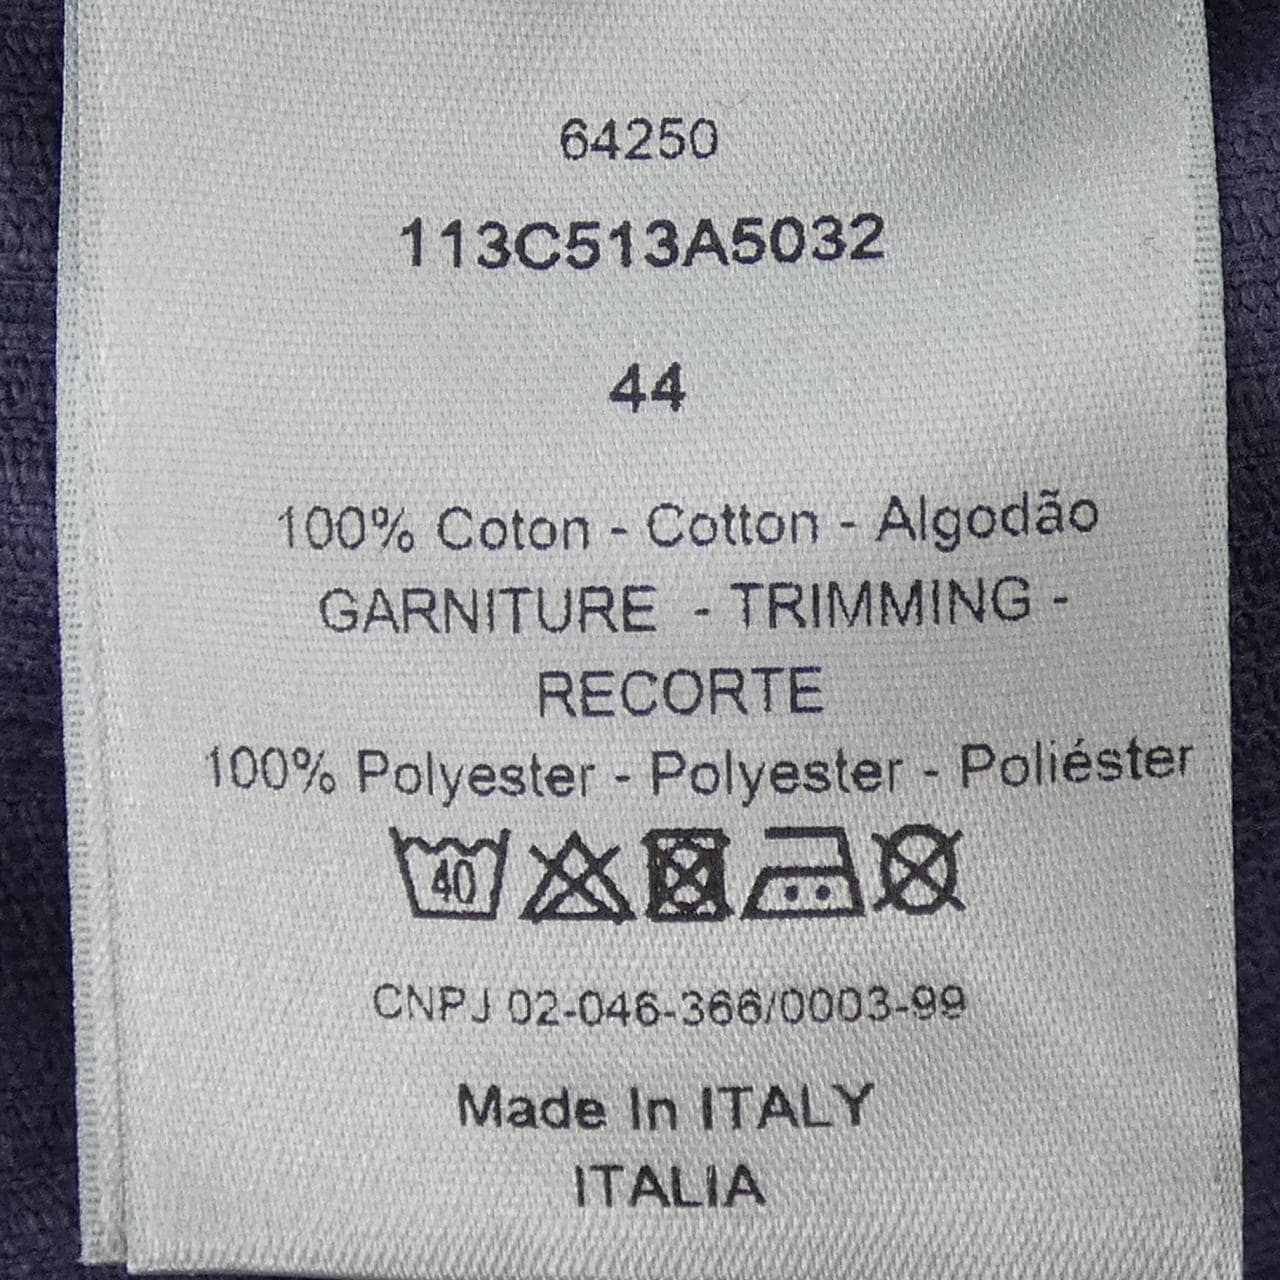 64250
113C513A5032
44
100% Coton - Cotton - Algodão
GARNITURE - TRIMMING -
RECORTE
100% Polyester - Polyester - Poliéster
40
CNPJ 02-046-366/0003-99
Made In ITALY
ITALIA